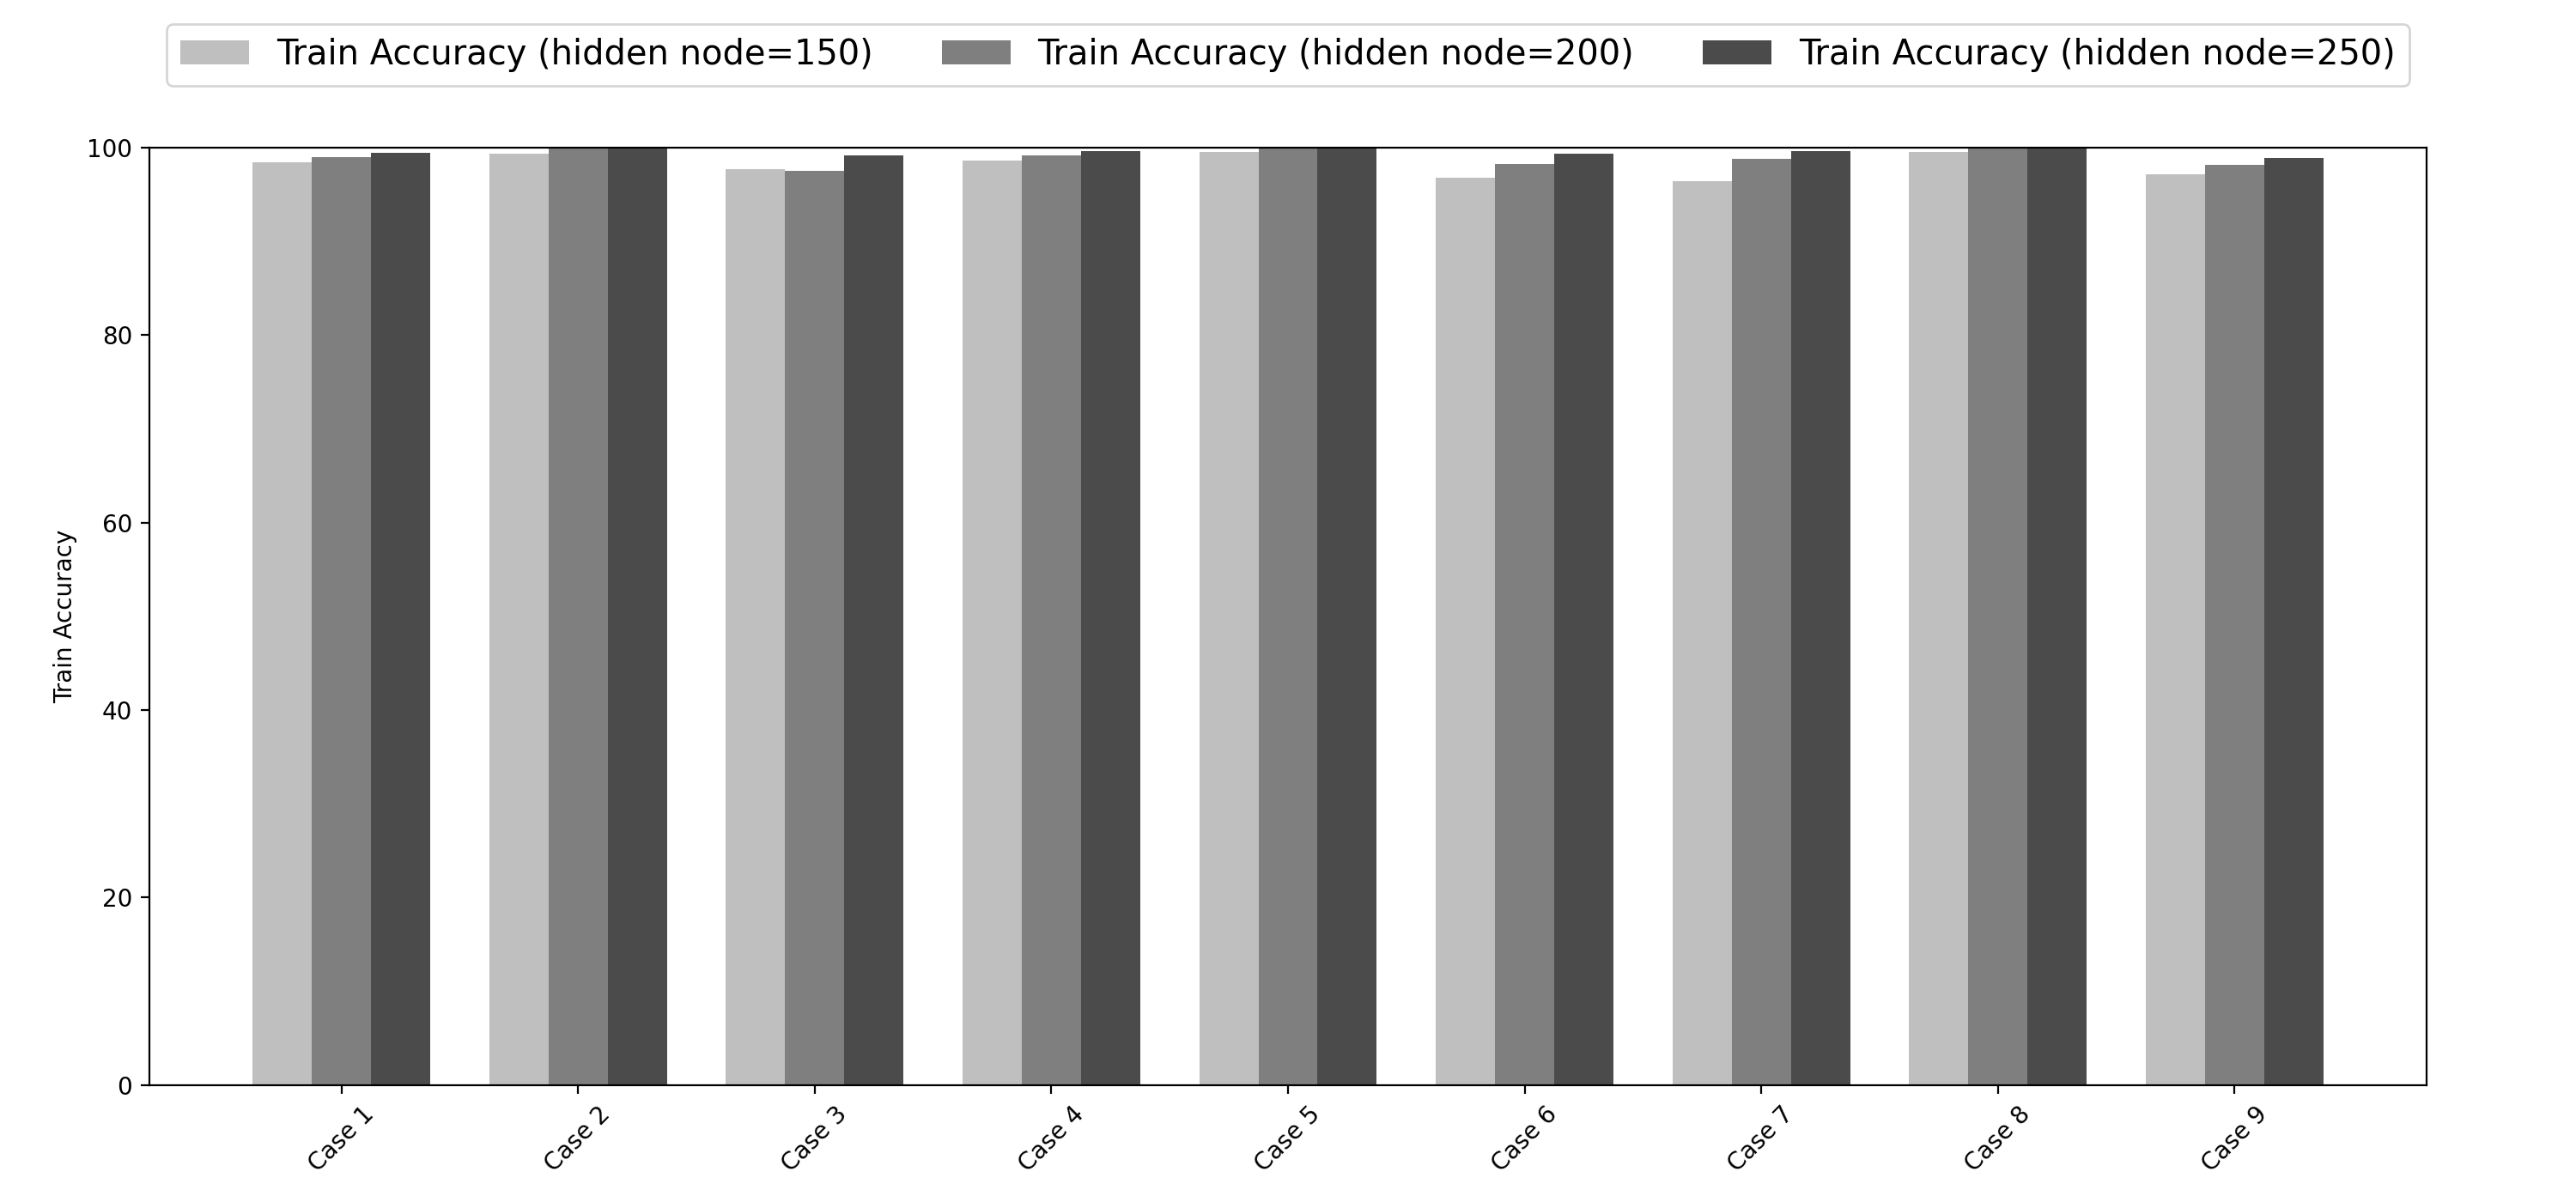 Train Accuracy (hidden node=150) Train Accuracy (hidden node=200) Train Accuracy (hidden node=250)
100
80
60
40
20
0
Train Accuracy
Case 1 Case 2 Case 3 Case 4 Case 5 Case 6 Case 7 Case 8 Case 9